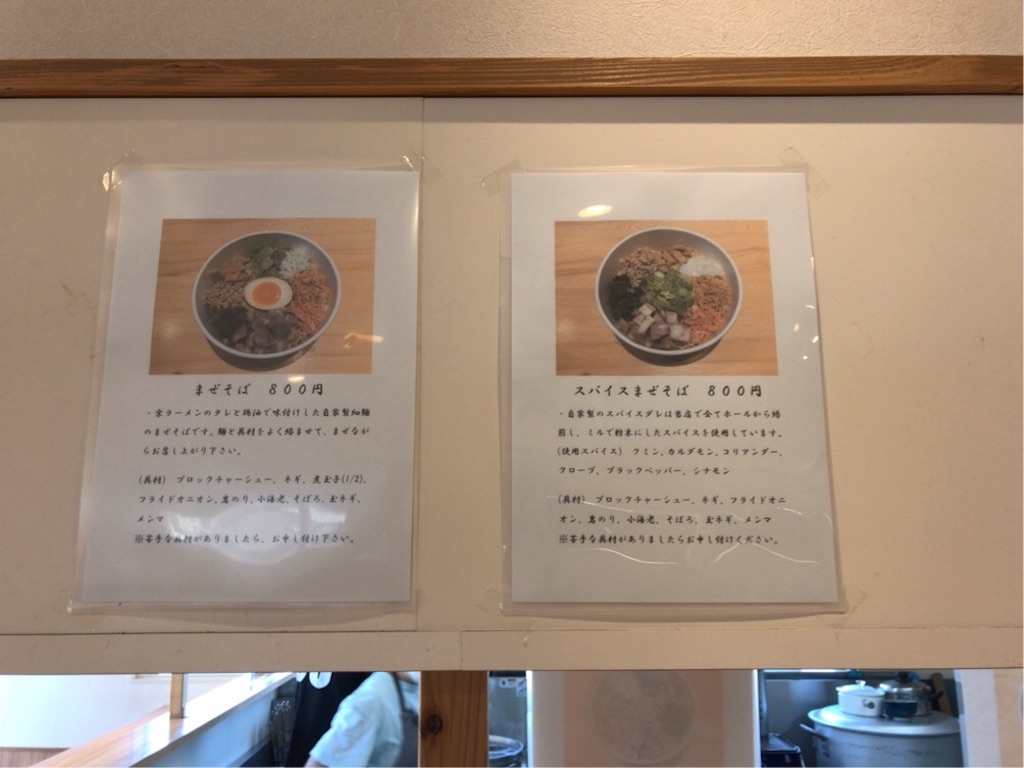 まぜそば 800円
・京ラーメンのタレと鶏油で味付けした自家製細麺
のまぜそばです。麺と具材をよく絡ませて、まぜなが
らお召し上がり下さい。
(具材) ブロックチャーシュー、ネギ、煮玉子(1/2)、
フライドオニオン、岩のり、小海老、そぼろ、玉ネギ、
メンマ
※苦手な具材がありましたら、お申し付け下さい。
スパイスまぜそば 800円
・自家製のスパイスダレは当店で全てホールから焙
煎し、ミルで粉末にしたスパイスを使用しています。
(使用スパイス) クミン、カルダモン、コリアンダー、
クローブ、ブラックペッパー、シナモン
(具材) ブロックチャーシュー、ネギ、フライドオニ
オン、岩のり、小海老、そぼろ、玉ネギ、メンマ
※苦手な具材がありましたらお申し付けください。